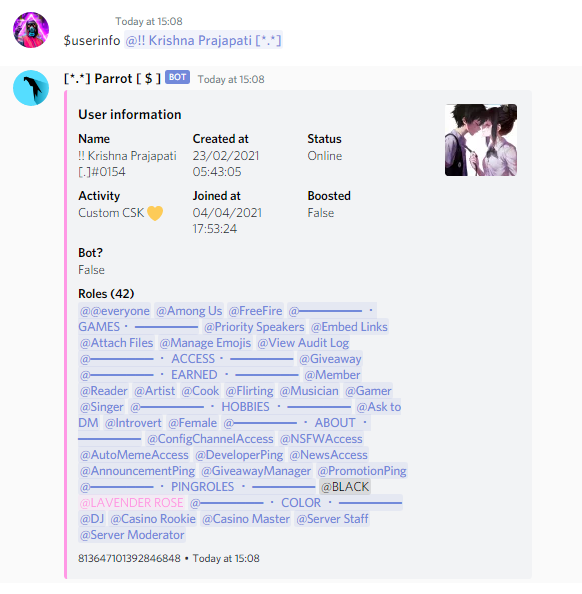 Today at 15:08
$userinfo @!! Krishna Prajapati [*.*]
[*.*] Parrot [ $ ] BOT Today at 15:08
User information
Name Created at Status
!! Krishna Prajapati 23/02/2021 Online
[.]#0154 05:43:05
Activity Joined at Boosted
Custom CSK 💛 04/04/2021 False
17:53:24
Bot?
False
Roles (42)
@@everyone @Among Us @FreeFire @───────── ・
GAMES・───────── @Priority Speakers @Embed Links
@Attach Files @Manage Emojis @View Audit Log
@───────── ・ ACCESS・ ───────── @Giveaway
@───────── ・ EARNED ・ ───────── @Member
@Reader @Artist @Cook @Flirting @Musician @Gamer
@Singer @───────── ・ HOBBIES ・ ───────── @Ask to
DM @Introvert @Female @───────── ・ ABOUT ・
───────── @ConfigChannelAccess @NSFWAccess
@AutoMemeAccess @DeveloperPing @NewsAccess
@AnnouncementPing @GiveawayManager @PromotionPing
@───────── ・ PINGROLES ・ ───────── @BLACK
@LAVENDER ROSE @───────── ・ COLOR ・ ─────────
@DJ @Casino Rookie @Casino Master @Server Staff
@Server Moderator
813647101392846848 • Today at 15:08